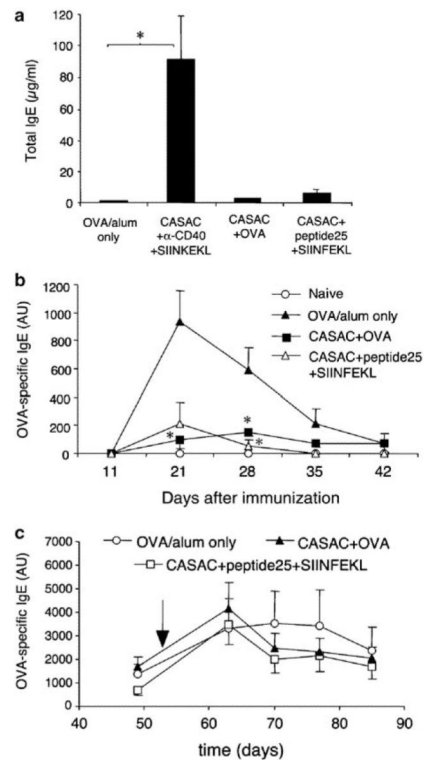 a
*
120
100
80
60
40
20
0
Total IgE (µg/ml)
OVA/alum only
CASAC +α-CD40 +SIINKEKL
CASAC +OVA
CASAC+ peptide25 +SIINFEKL
b
1200
1000
800
600
400
200
0
OVA-specific IgE (AU)
Naive
OVA/alum only
CASAC+OVA
CASAC+peptide25
+SIINFEKL
*
*
*
11 21 28 35 42
Days after immunization
c
OVA/alum only CASAC+OVA
CASAC+peptide25+SIINFEKL
7000
6000
5000
4000
3000
2000
1000
0
OVA-specific IgE (AU)
40 50 60 70 80 90
time (days)